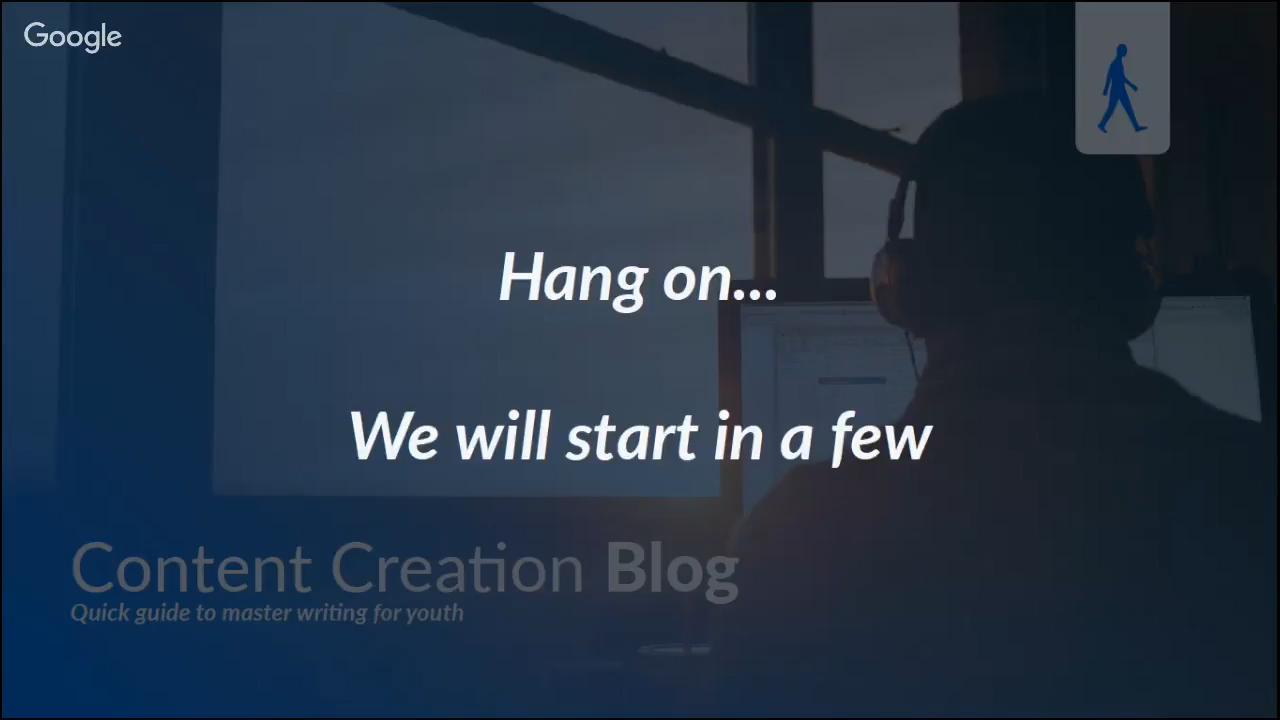 Google
Hang on...
We will start in a few
Content Creation Blog
Quick guide to master writing for youth